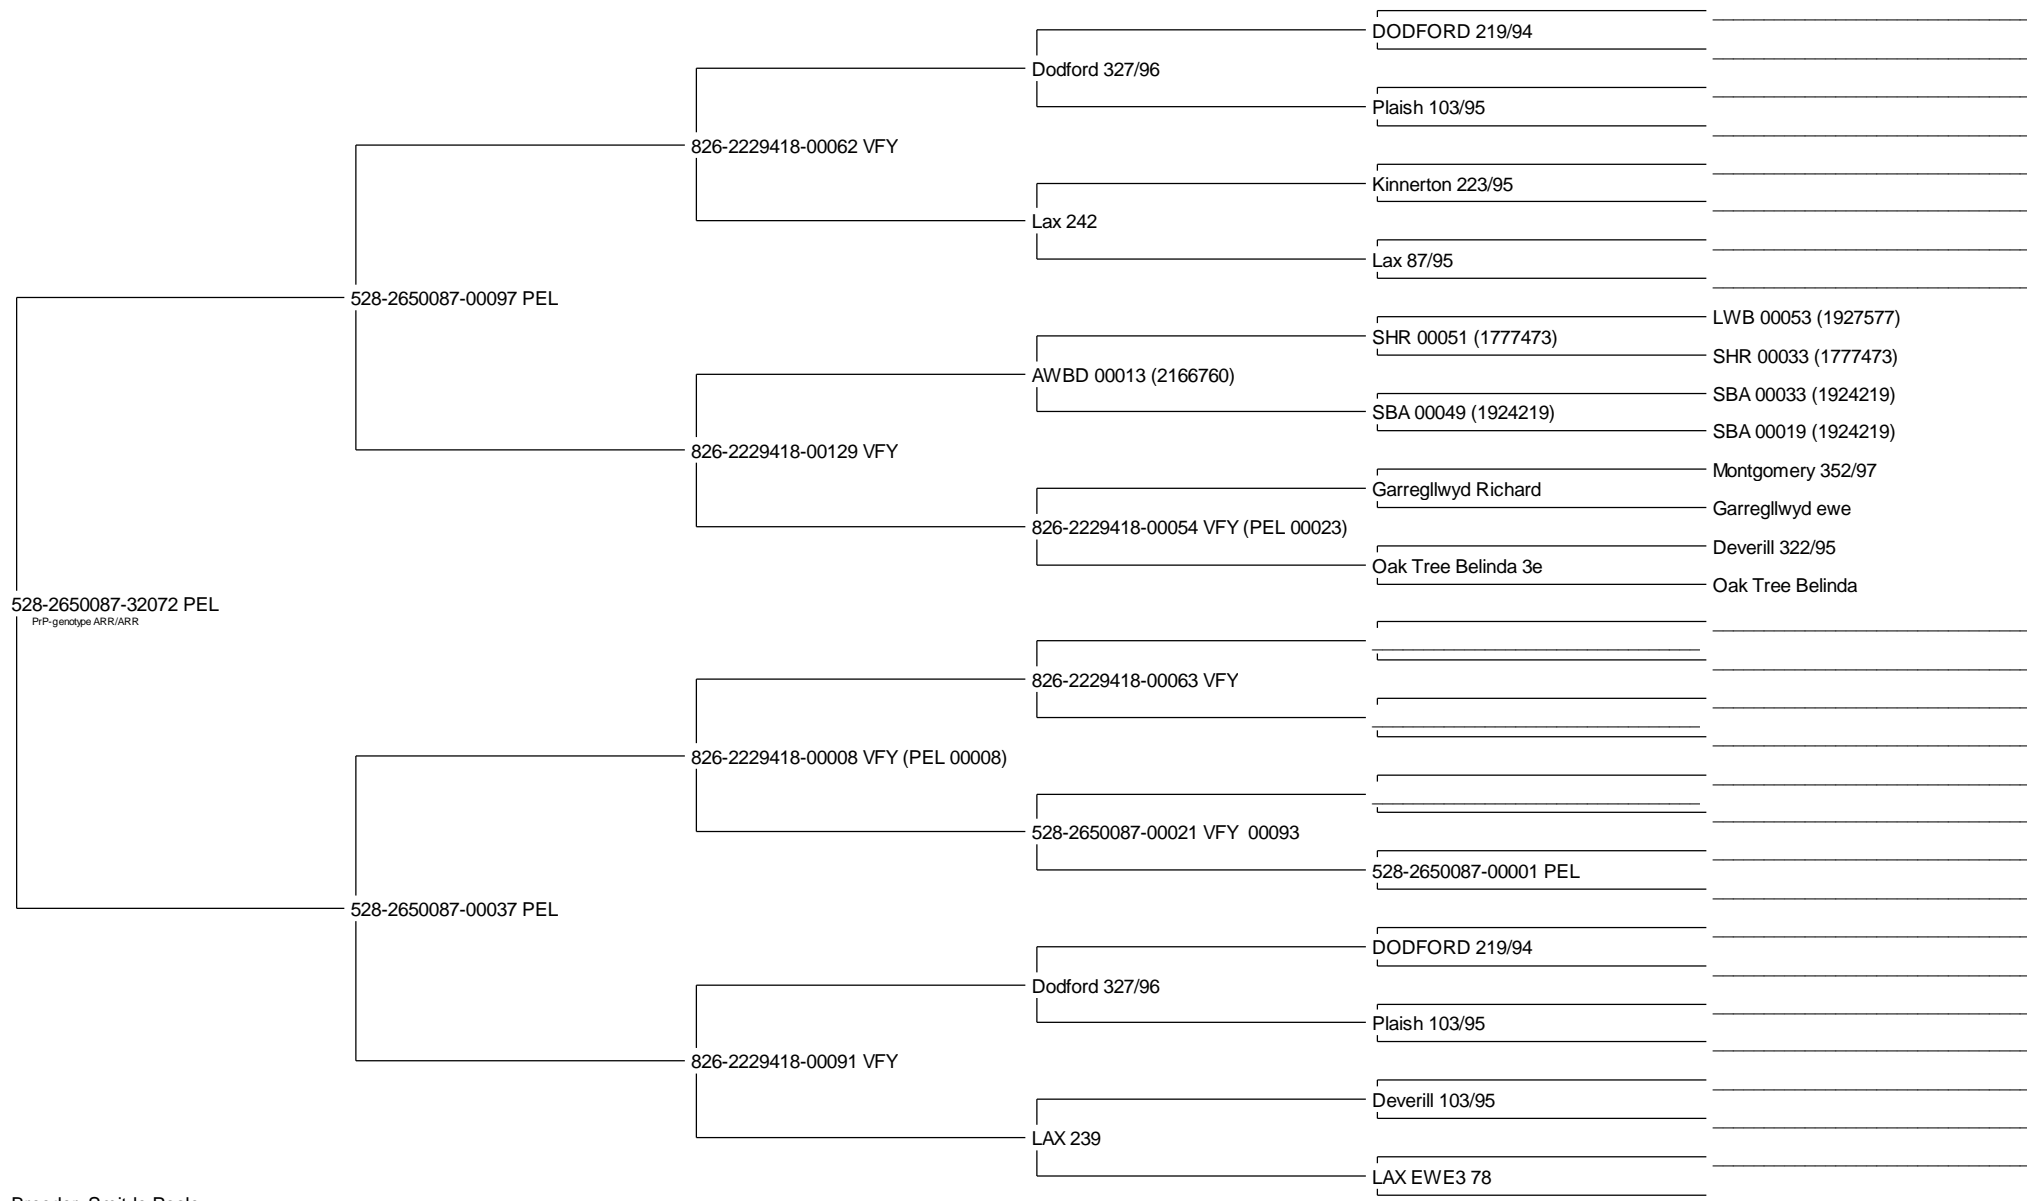 DODFORD 219/94
Dodford 327/96
Plaish 103/95
826-2229418-00062 VFY
Kinnerton 223/95
Lax 242
Lax 87/95
528-2650087-00097 PEL
LWB 00053 (1927577)
SHR 00051 (1777473)
SHR 00033 (1777473)
AWBD 00013 (2166760)
SBA 00033 (1924219)
SBA 00049 (1924219)
SBA 00019 (1924219)
826-2229418-00129 VFY
Montgomery 352/97
Garregllwyd Richard
Garregllwyd ewe
826-2229418-00054 VFY (PEL 00023)
Deverill 322/95
Oak Tree Belinda 3e
Oak Tree Belinda
528-2650087-32072 PEL
PrP-genotype ARR/ARR
826-2229418-00063 VFY
826-2229418-00008 VFY (PEL 00008)
528-2650087-00021 VFY 00093
528-2650087-00001 PEL
528-2650087-00037 PEL
DODFORD 219/94
Dodford 327/96
Plaish 103/95
826-2229418-00091 VFY
Deverill 103/95
LAX 239
LAX EWE3 78